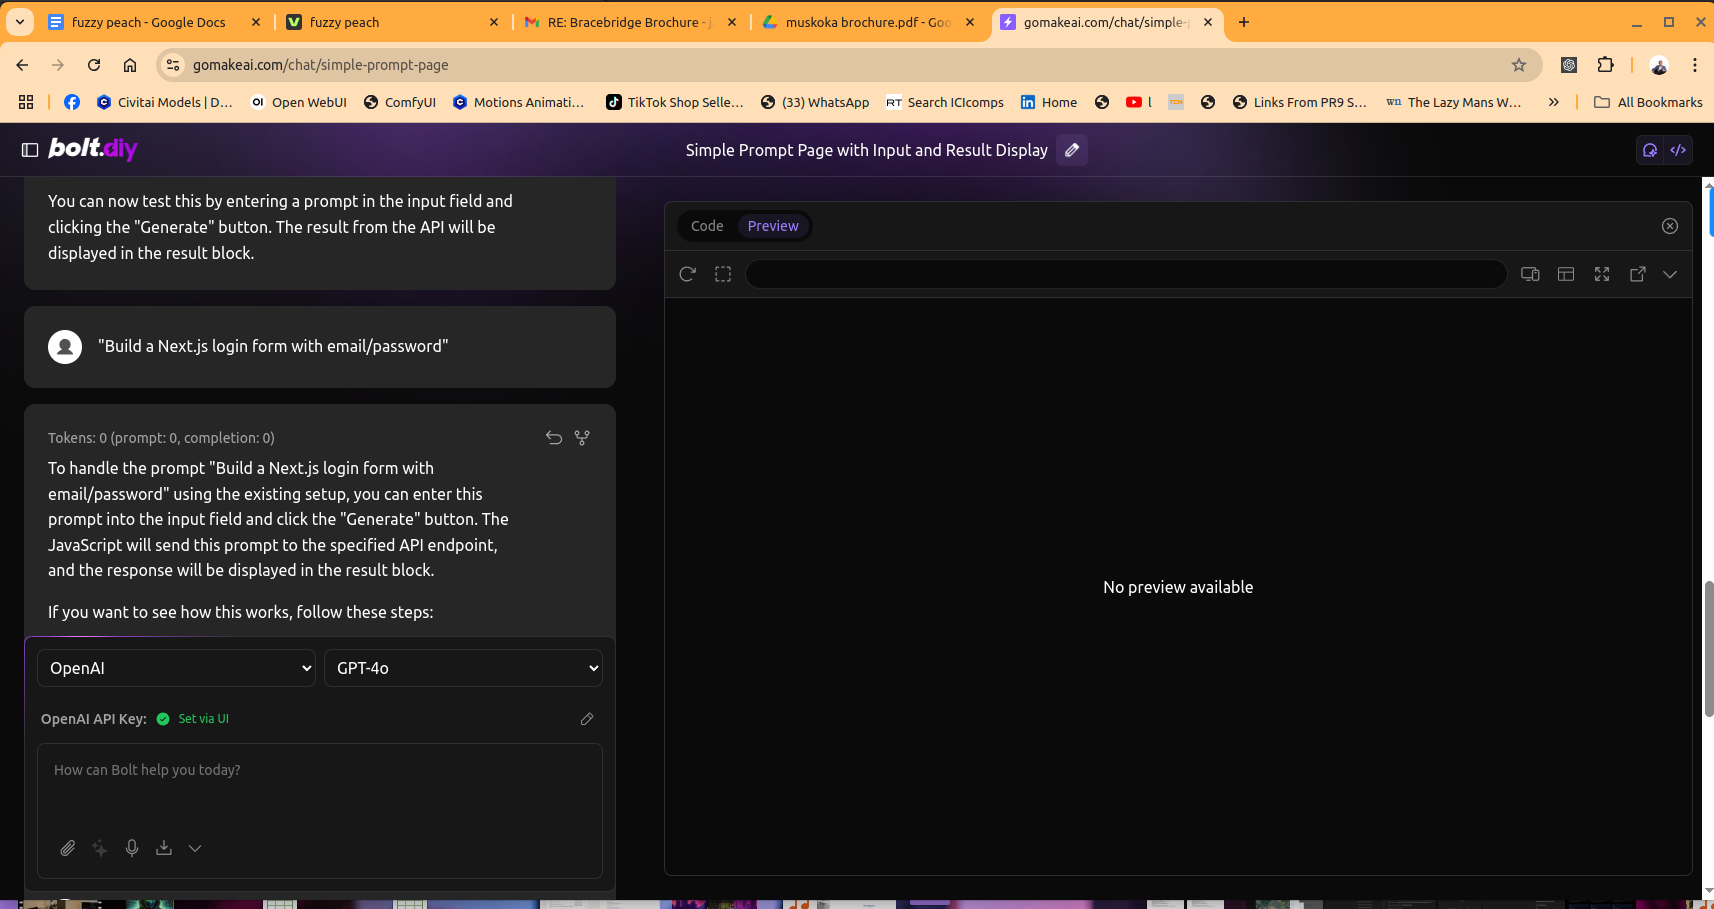 fuzzy peach - Google Docs
fuzzy peach
RE: Bracebridge Brochure - j
muskoka brochure.pdf - Goo
gomakeai.com/chat/simple-p
gomakeai.com/chat/simple-prompt-page
Civitai Models | D...
Open WebUI
ComfyUI
Motions Animati...
TikTok Shop Selle...
(33) WhatsApp
RT Search ICIcomps
Home
l
Links From PR9 S...
wn The Lazy Mans W...
All Bookmarks
bolt.diy
Simple Prompt Page with Input and Result Display
You can now test this by entering a prompt in the input field and
clicking the "Generate" button. The result from the API will be
displayed in the result block.
"Build a Next.js login form with email/password"
Tokens: 0 (prompt: 0, completion: 0)
To handle the prompt "Build a Next.js login form with
email/password" using the existing setup, you can enter this
prompt into the input field and click the "Generate" button. The
JavaScript will send this prompt to the specified API endpoint,
and the response will be displayed in the result block.
If you want to see how this works, follow these steps:
OpenAI
GPT-4o
OpenAI API Key:
Set via UI
How can Bolt help you today?
Code
Preview
No preview available